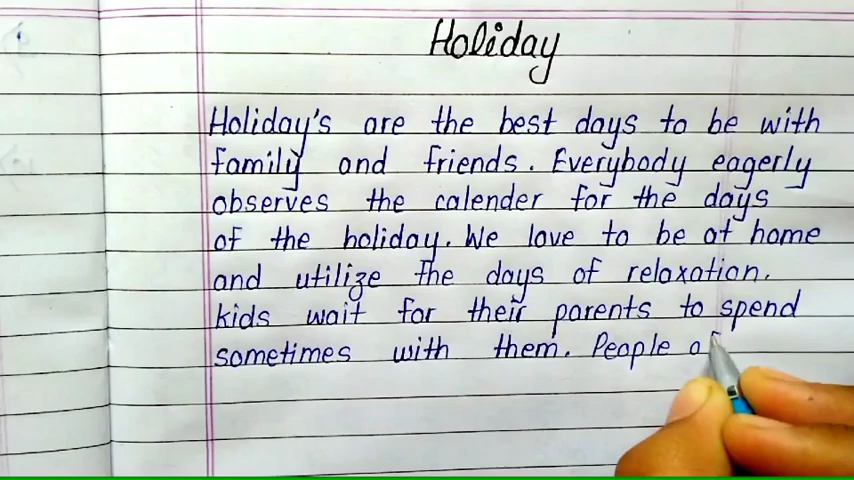 Holiday
Holiday's are the best days to be with
family and friends. Everybody eagerly
observes the calender for the days
of the holiday. We love to be at home
and utilize the days of relaxation.
kids wait for their parents to spend
sometimes with them. People